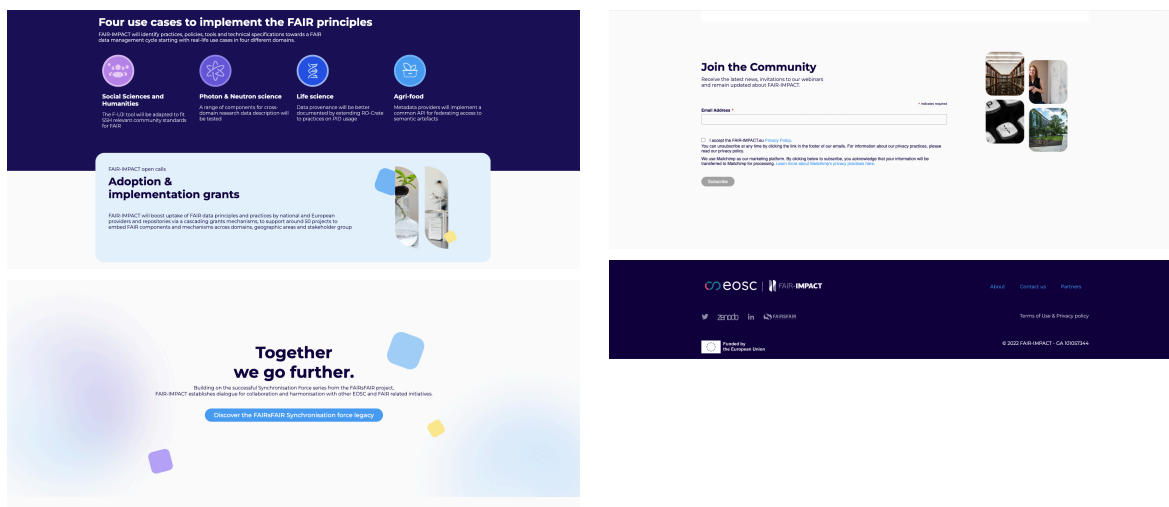 Four use cases to implement the FAIR principles
FAIR-IMPACT will identify practices, policies, tools and technical specifications towards a FAIR
data management cycle starting with real-life use cases in four different domains.
Social Sciences and
Humanities
The F-UJI tool will be adapted to fit
SSH relevant community standards
for FAIR
Photon & Neutron science
A range of components for cross-
domain research data description will
be tested
Life science
Data provenance will be better
documented by extending RO-Crate
to practices on PID usage
Agri-food
Metadata providers will implement a
common API for federating access to
semantic artefacts
FAIR-IMPACT open calls
Adoption &
implementation grants
FAIR-IMPACT will boost uptake of FAIR data principles and practices by national and European
providers and repositories via a cascading grants mechanisms, to support around 50 projects to
embed FAIR components and mechanisms across domains, geographic areas and stakeholder group
Together
we go further.
Building on the successful Synchronisation Force series from the FAIRsFAIR project,
FAIR-IMPACT establishes dialogue for collaboration and harmonisation with other EOSC and FAIR related initiatives.
Discover the FAIRsFAIR Synchronisation force legacy
Join the Community
Receive the latest news, invitations to our webinars
and remain updated about FAIR-IMPACT.
* indicates required
Email Address *
I accept the FAIR-IMPACT.eu Privacy Policy.
You can unsubscribe at any time by clicking the link in the footer of our emails. For information about our privacy practices, please
read our privacy policy.
We use Mailchimp as our marketing platform. By clicking below to subscribe, you acknowledge that your information will be
transferred to Mailchimp for processing. Learn more about Mailchimp's privacy practices here.
Subscribe
eosc | FAIR-IMPACT
About Contact us Partners
zenodo in FAIRSFAIR
Terms of Use & Privacy policy
Funded by
the European Union
© 2022 FAIR-IMPACT - GA 101057344